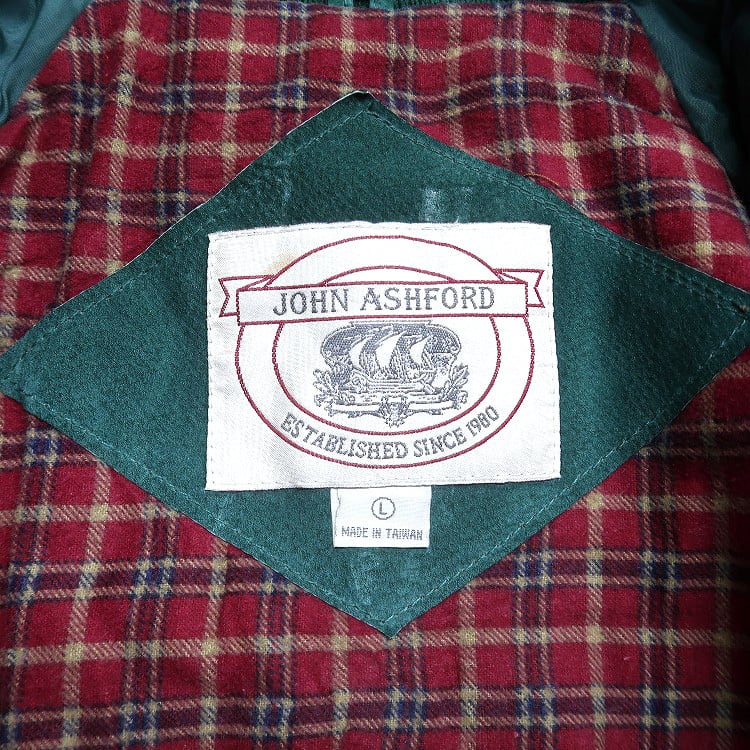 JOHN ASHFORD
ESTABLISHED SINCE 1980
L
MADE IN TAIWAN